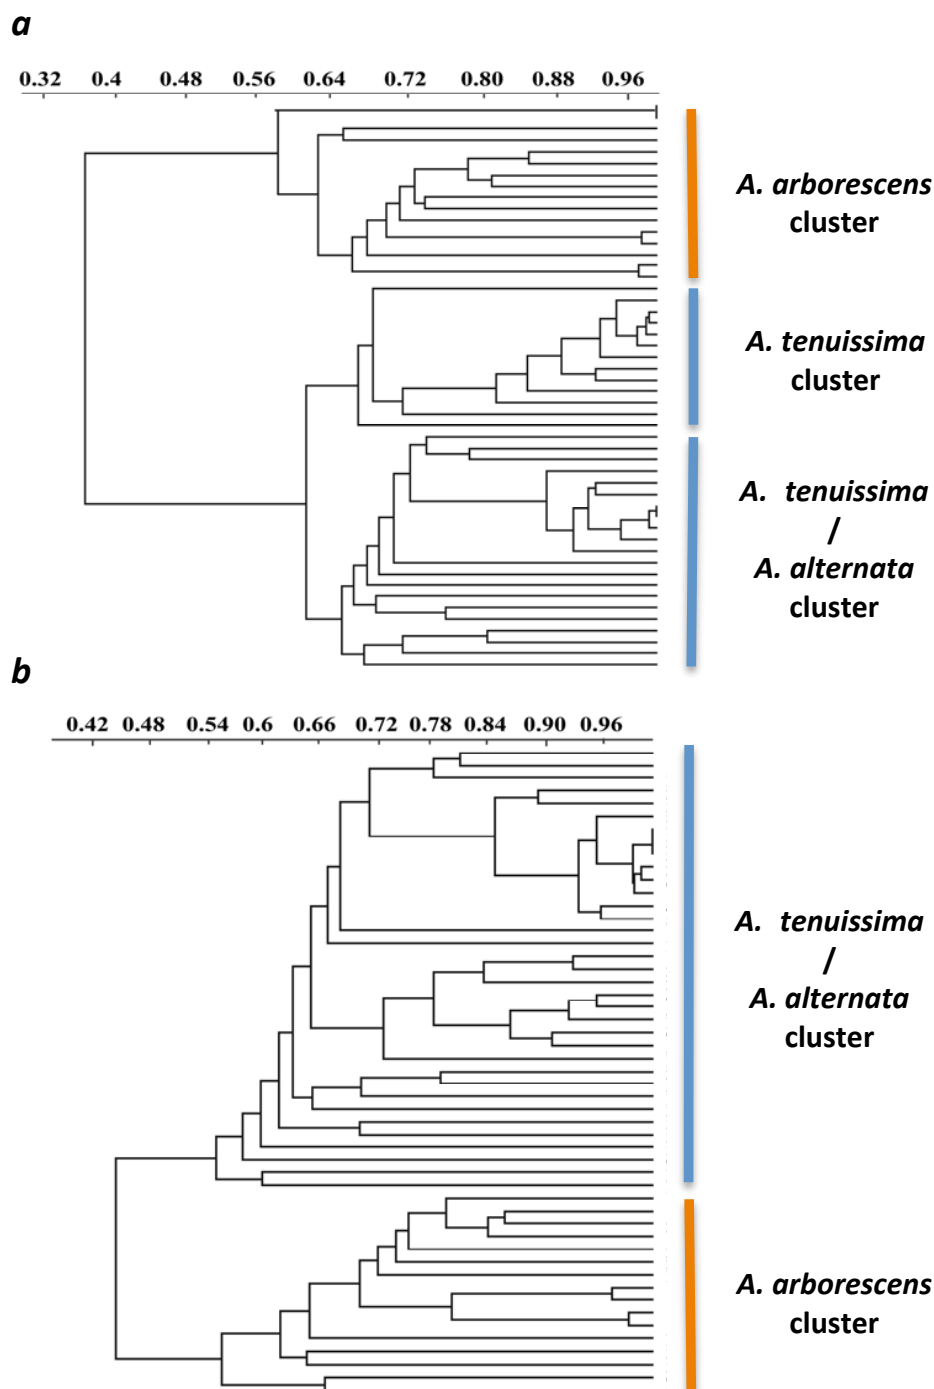 a
0.32 0.4 0.48 0.56 0.64 0.72 0.80 0.88 0.96
A. arborescens
cluster
A. tenuissima
cluster
A. tenuissima
/
A. alternata
cluster
b
0.42 0.48 0.54 0.6 0.66 0.72 0.78 0.84 0.90 0.96
A. tenuissima
/
A. alternata
cluster
A. arborescens
cluster